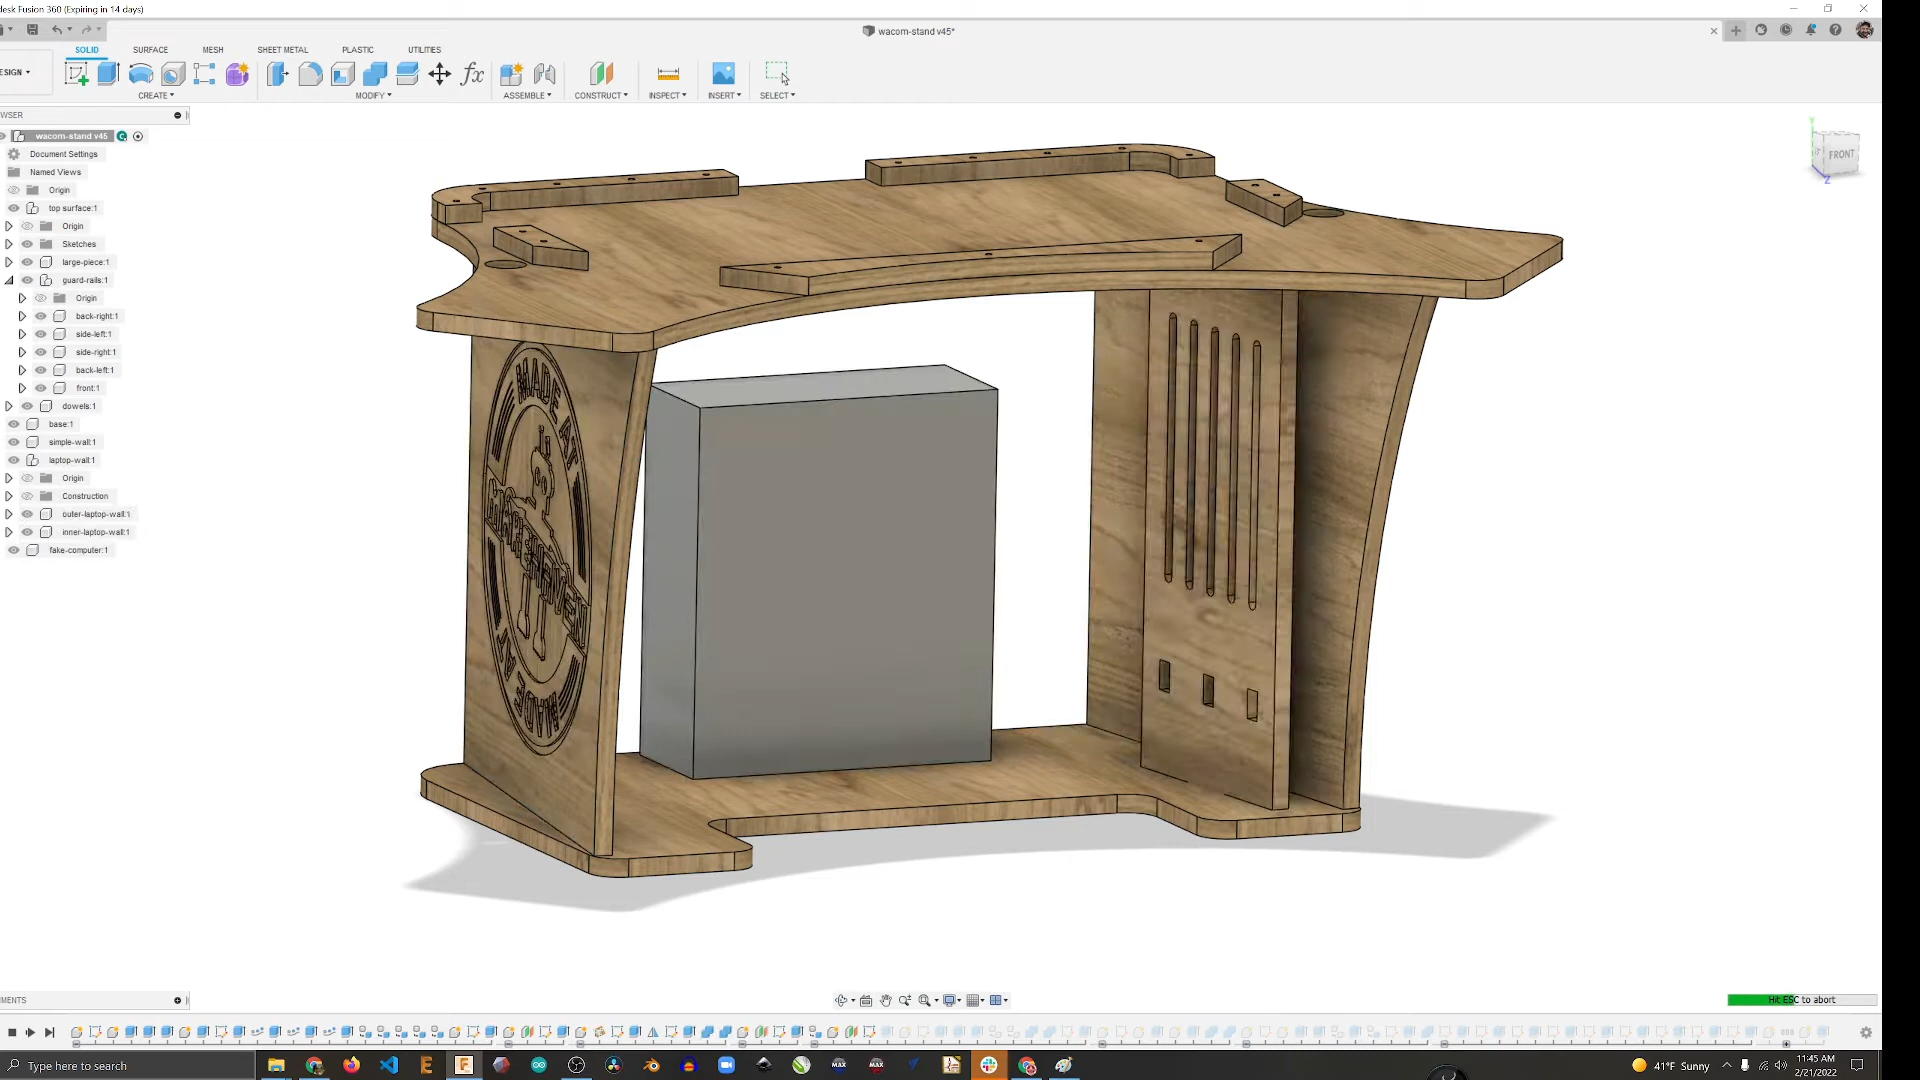 desk Fusion 360 (Expiring in 14 days)
wacom-stand v45*
SOLID SURFACE MESH SHEET METAL PLASTIC UTILITIES
ESIGN
CREATE MODIFY ASSEMBLE CONSTRUCT INSPECT INSERT SELECT
WSER
wacom-stand v45
Document Settings
Named Views
Origin
top surface:1
Origin
Sketches
large-piece:1
guard-rails:1
Origin
back-right:1
side-left:1
side-right:1
back-left:1
front:1
dowels:1
base:1
simple-wall:1
laptop-wall:1
Origin
Construction
outer-laptop-wall:1
inner-laptop-wall:1
fake-computer:1
FRONT
Y
Z
MADE AT
MAKEHAVEN
MADE AT
MENTS
Hit ESC to abort
Type here to search
41°F Sunny
11:45 AM
2/21/2022